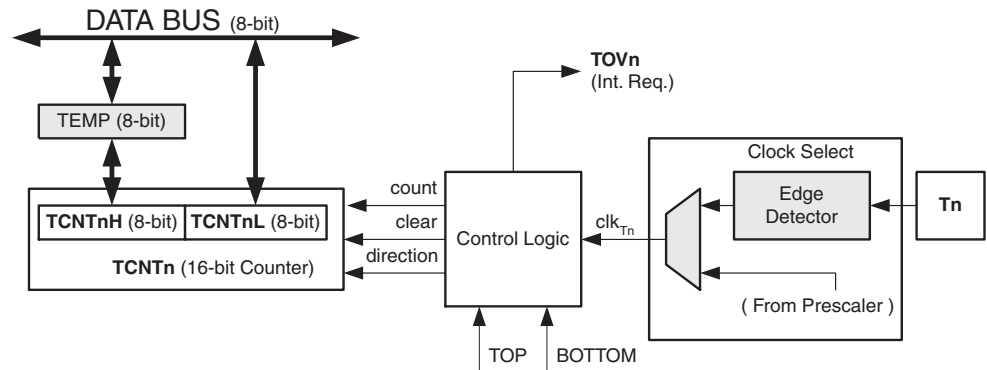 DATA BUS (8-bit)
TOVn
(Int. Req.)
TEMP (8-bit)
Clock Select
count
Edge
Detector
Tn
TCNTnH (8-bit) TCNTnL (8-bit)
clear
Control Logic
clkTn
TCNTn (16-bit Counter)
direction
( From Prescaler )
TOP
BOTTOM